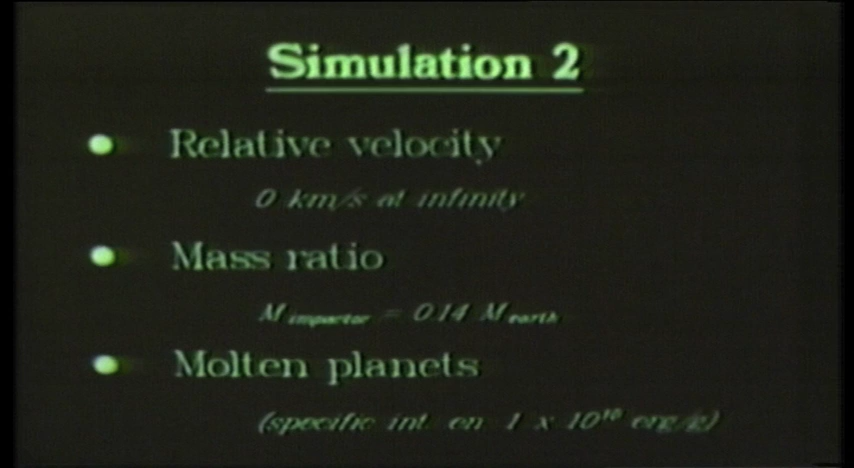 Simulation 2
Relative velocity
0 km/s at infinity
Mass ratio
M impactor = 0.14 M earth
Molten planets
(specific int. en. 1 x 10¹⁰ erg/g)